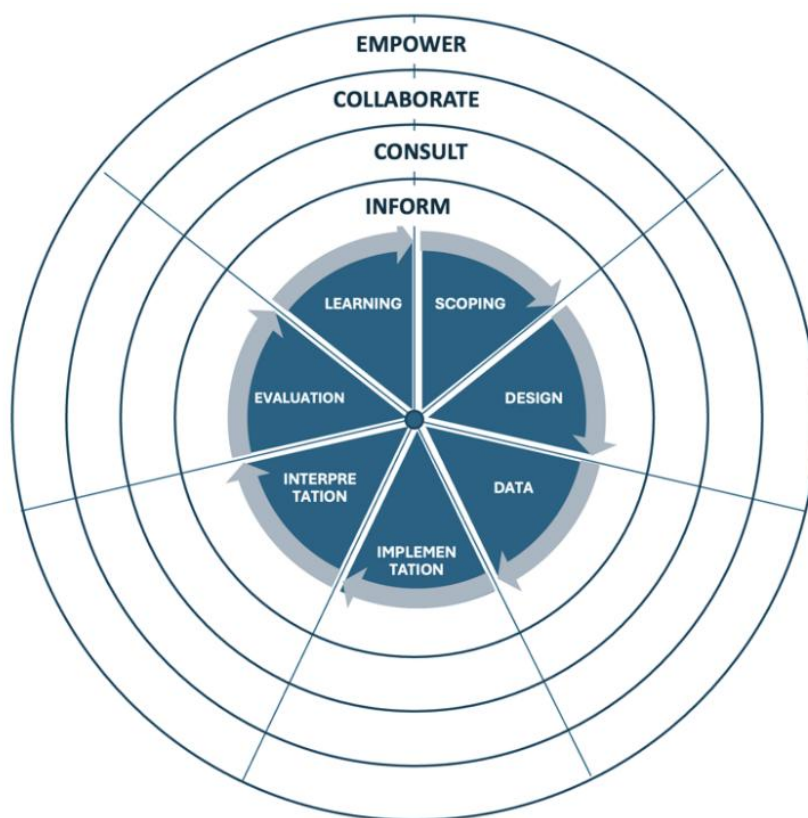 EMPOWER
COLLABORATE
CONSULT
INFORM
LEARNING
SCOPING
EVALUATION
DESIGN
INTERPRE
TATION
DATA
IMPLEMEN
TATION